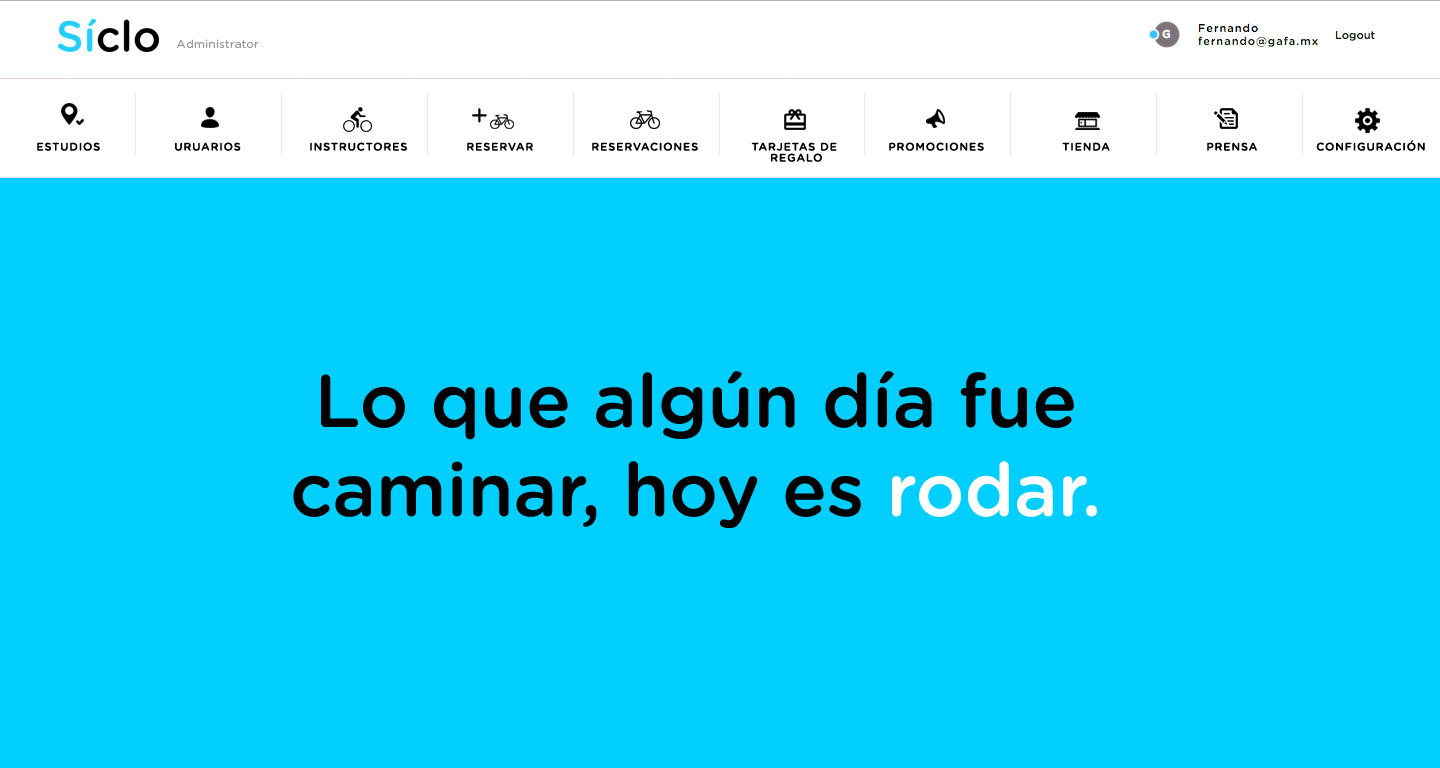 Síclo
Administrator
G
Fernando
fernando@gafa.mx
Logout
ESTUDIOS
URUARIOS
INSTRUCTORES
RESERVAR
RESERVACIONES
TARJETAS DE
REGALO
PROMOCIONES
TIENDA
PRENSA
CONFIGURACIÓN
Lo que algún día fue
caminar, hoy es rodar.